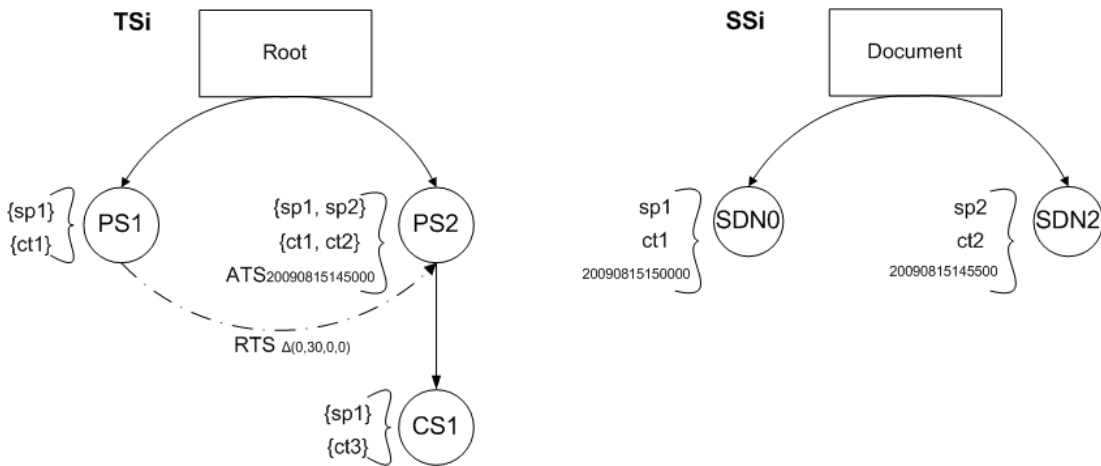 TSi
Root
SSi
Document
{sp1}
{ct1}
PS1
{sp1, sp2}
{ct1, ct2}
ATS20090815145000
PS2
sp1
ct1
20090815150000
SDN0
sp2
ct2
20090815145500
SDN2
RTS Δ(0,30,0,0)
{sp1}
{ct3}
CS1